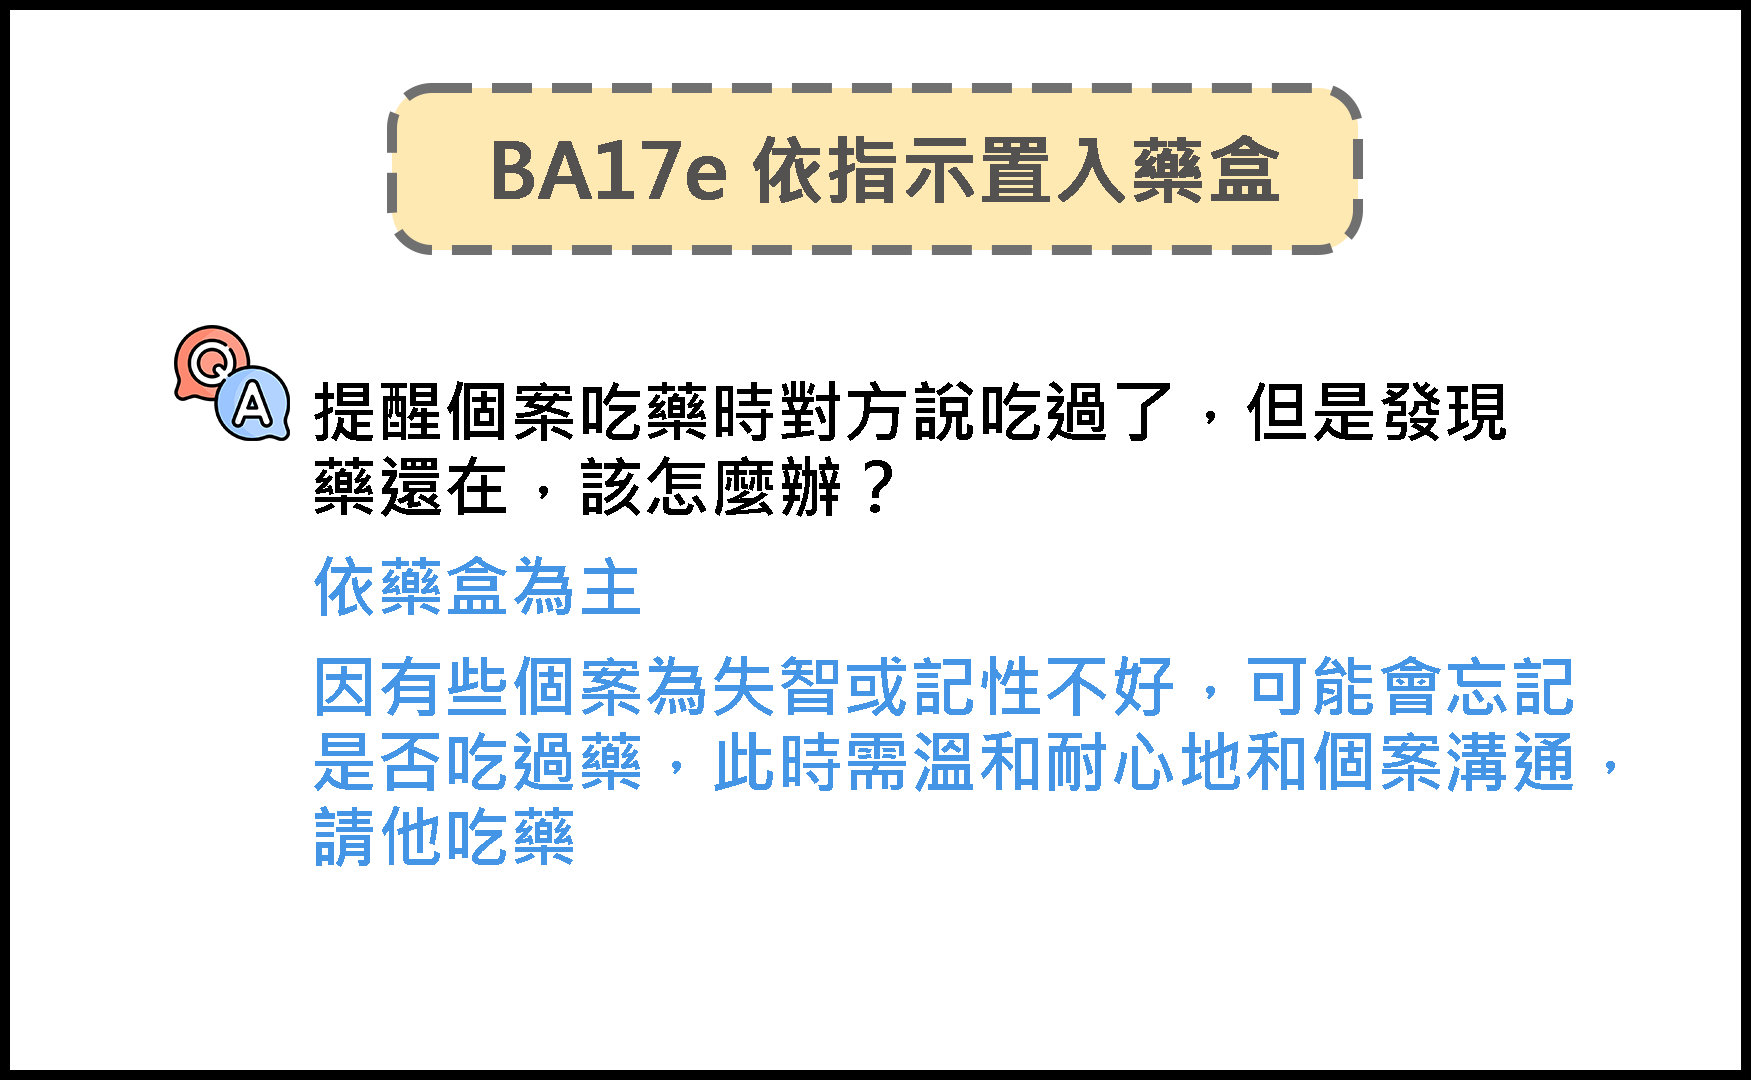 BA17e 依指示置入藥盒
QA
提醒個案吃藥時對方說吃過了，但是發現
藥還在，該怎麼辦？
依藥盒為主
因有些個案為失智或記性不好，可能會忘記
是否吃過藥，此時需溫和耐心地和個案溝通，
請他吃藥